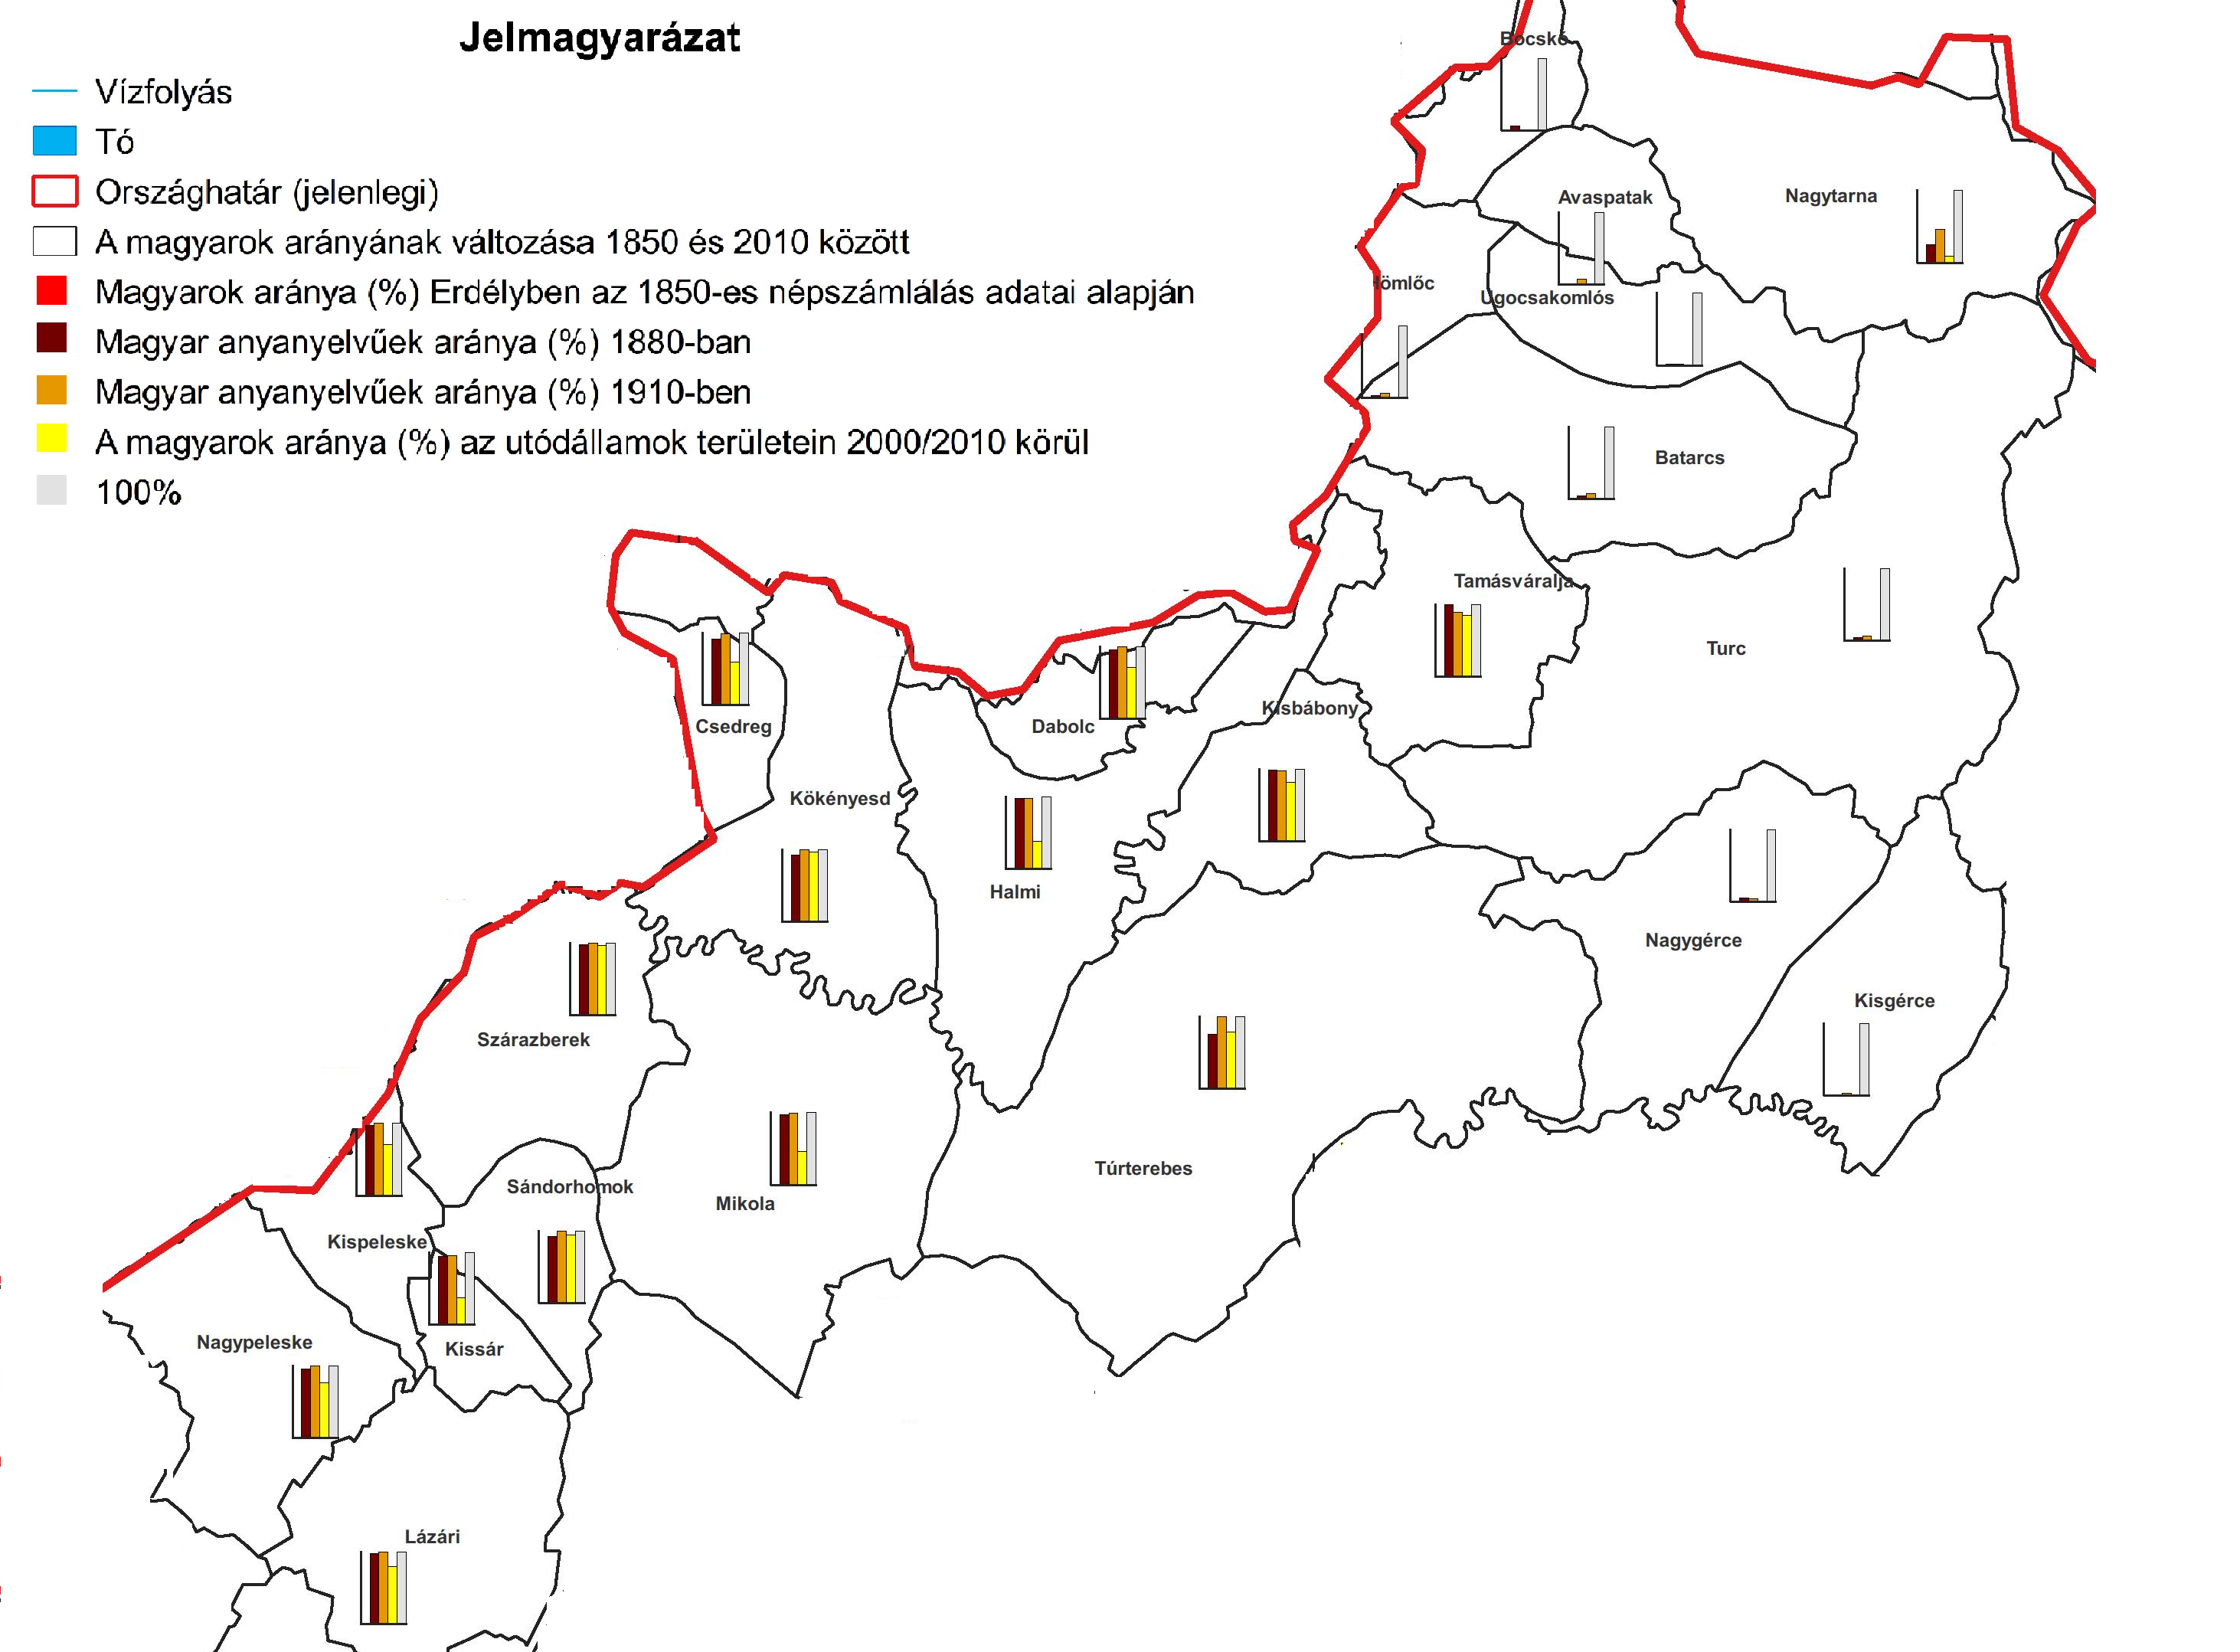 Jelmagyarázat
Vízfolyás
Tó
Országhatár (jelenlegi)
A magyarok arányának változása 1850 és 2010 között
Magyarok aránya (%) Erdélyben az 1850-es népszámlálás adatai alapján
Magyar anyanyelvűek aránya (%) 1880-ban
Magyar anyanyelvűek aránya (%) 1910-ben
A magyarok aránya (%) az utódállamok területein 2000/2010 körül
100%
Bocskó
Avaspatak
Nagytarna
Hömlőc
Ugocsakomlós
Batarcs
Tamásváralja
Turc
Csedreg
Dabolc
Kisbábony
Kökényesd
Halmi
Nagygérce
Kisgérce
Szárazberek
Túrterebes
Sándorhomok
Mikola
Kispeleske
Nagypeleske
Kissár
Lázári